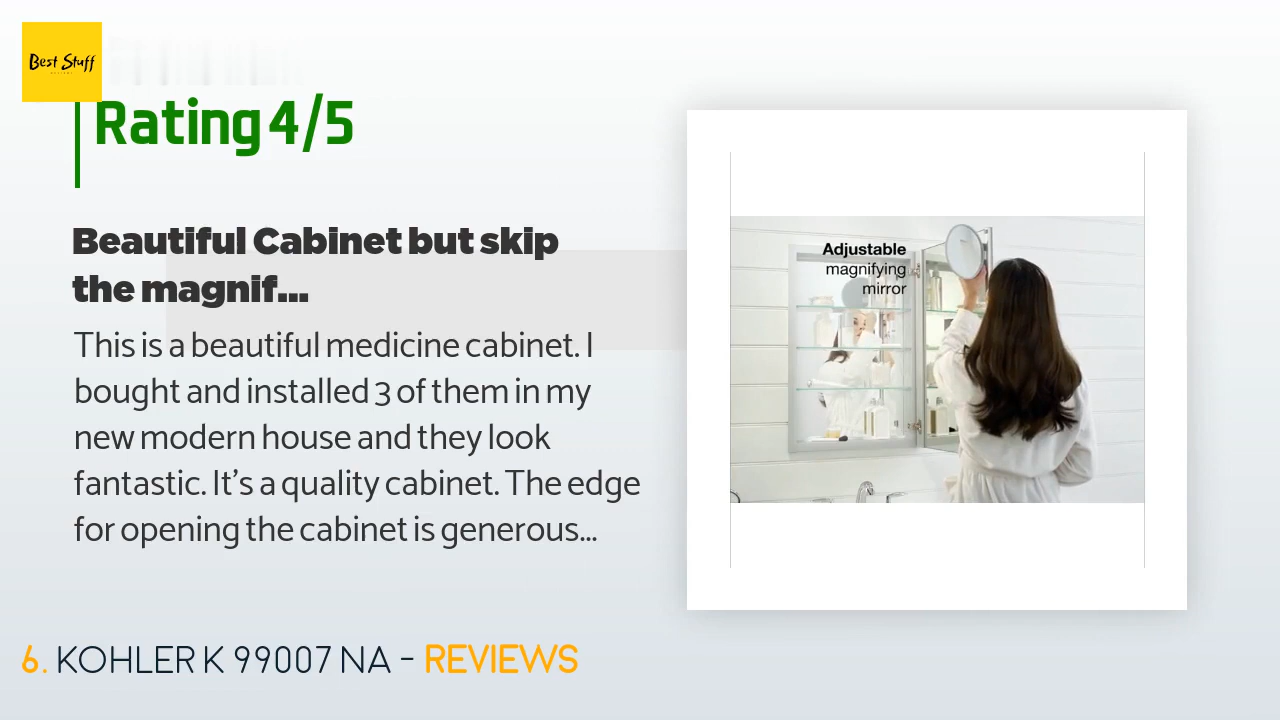 Best Stuff
Rating 4/5
Beautiful Cabinet but skip
the magnif...
This is a beautiful medicine cabinet. I
bought and installed 3 of them in my
new modern house and they look
fantastic. It's a quality cabinet. The edge
for opening the cabinet is generous...
Adjustable
magnifying
mirror
6. KOHLER K 99007 NA - REVIEWS